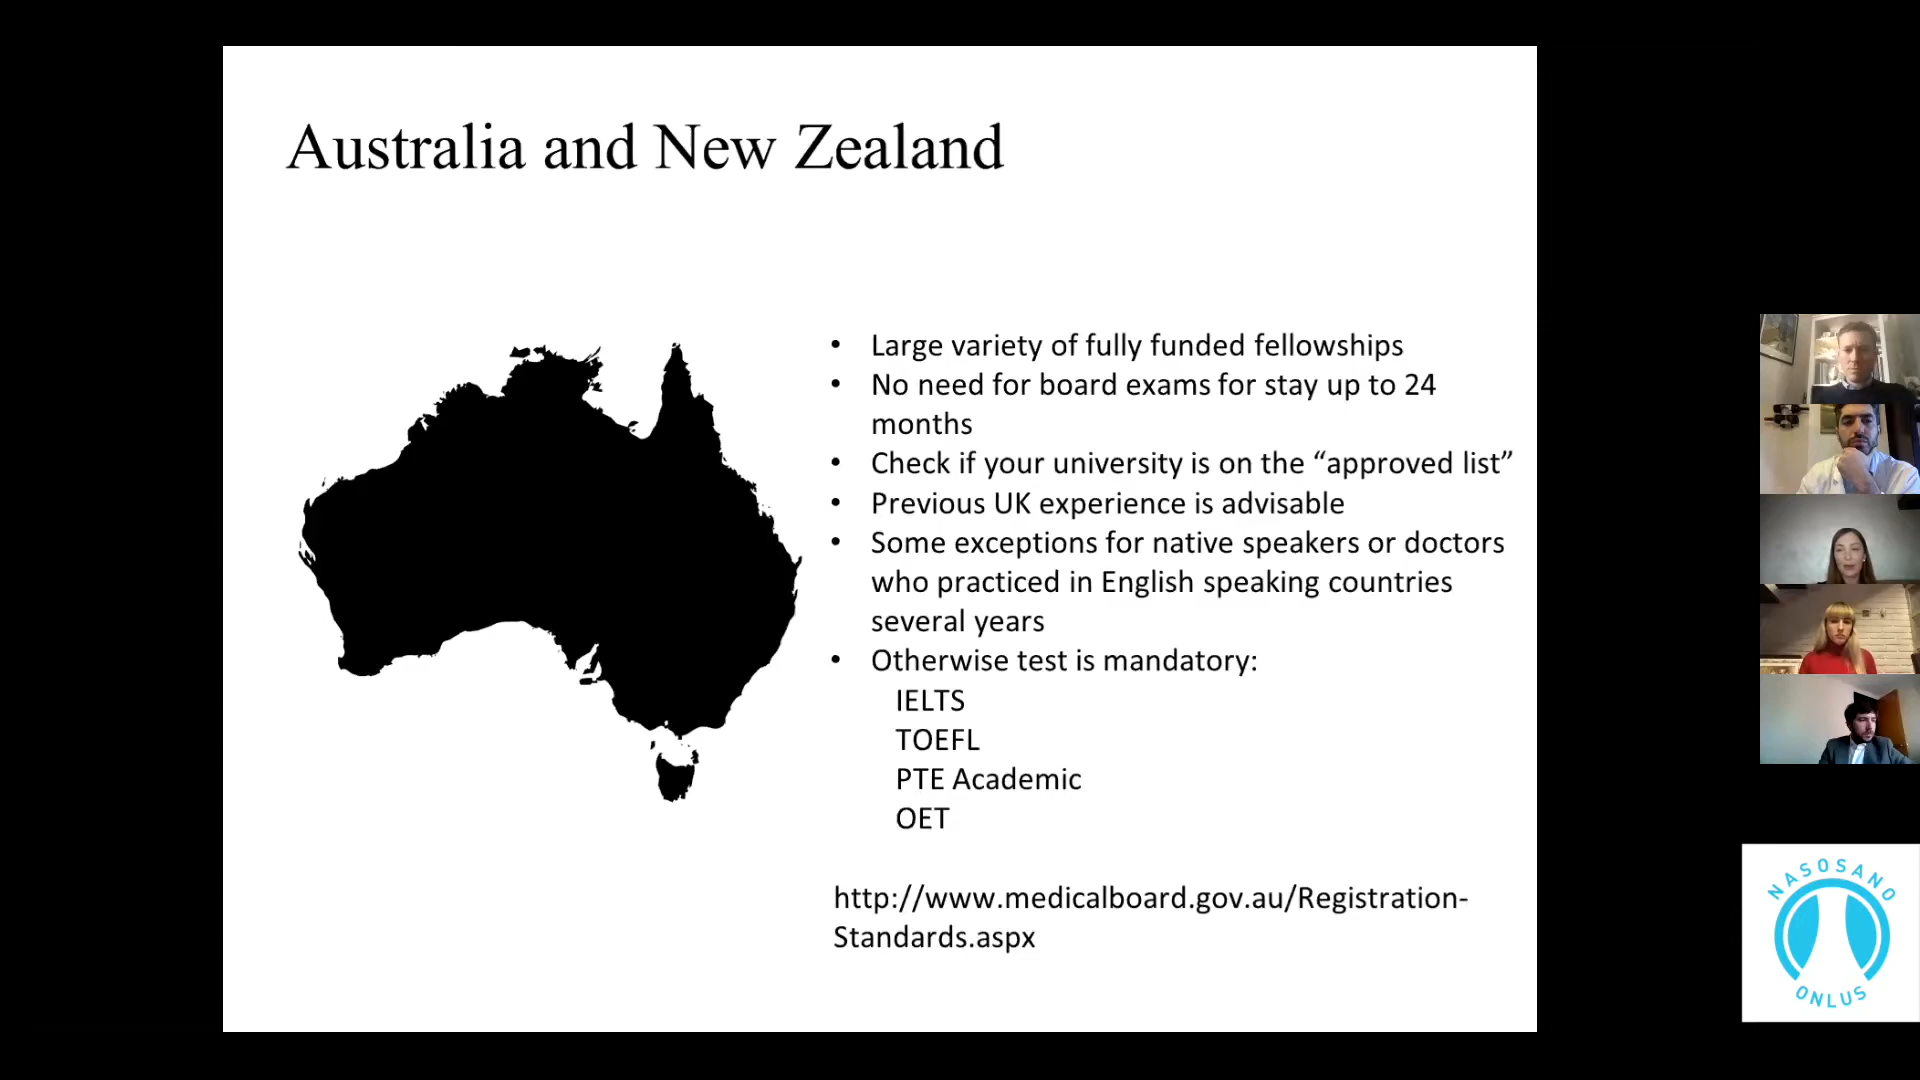 Australia and New Zealand
• Large variety of fully funded fellowships
• No need for board exams for stay up to 24
months
• Check if your university is on the “approved list”
• Previous UK experience is advisable
• Some exceptions for native speakers or doctors
who practiced in English speaking countries
several years
• Otherwise test is mandatory:
IELTS
TOEFL
PTE Academic
OET
http://www.medicalboard.gov.au/Registration-
Standards.aspx
NASOSANO
ONLUS